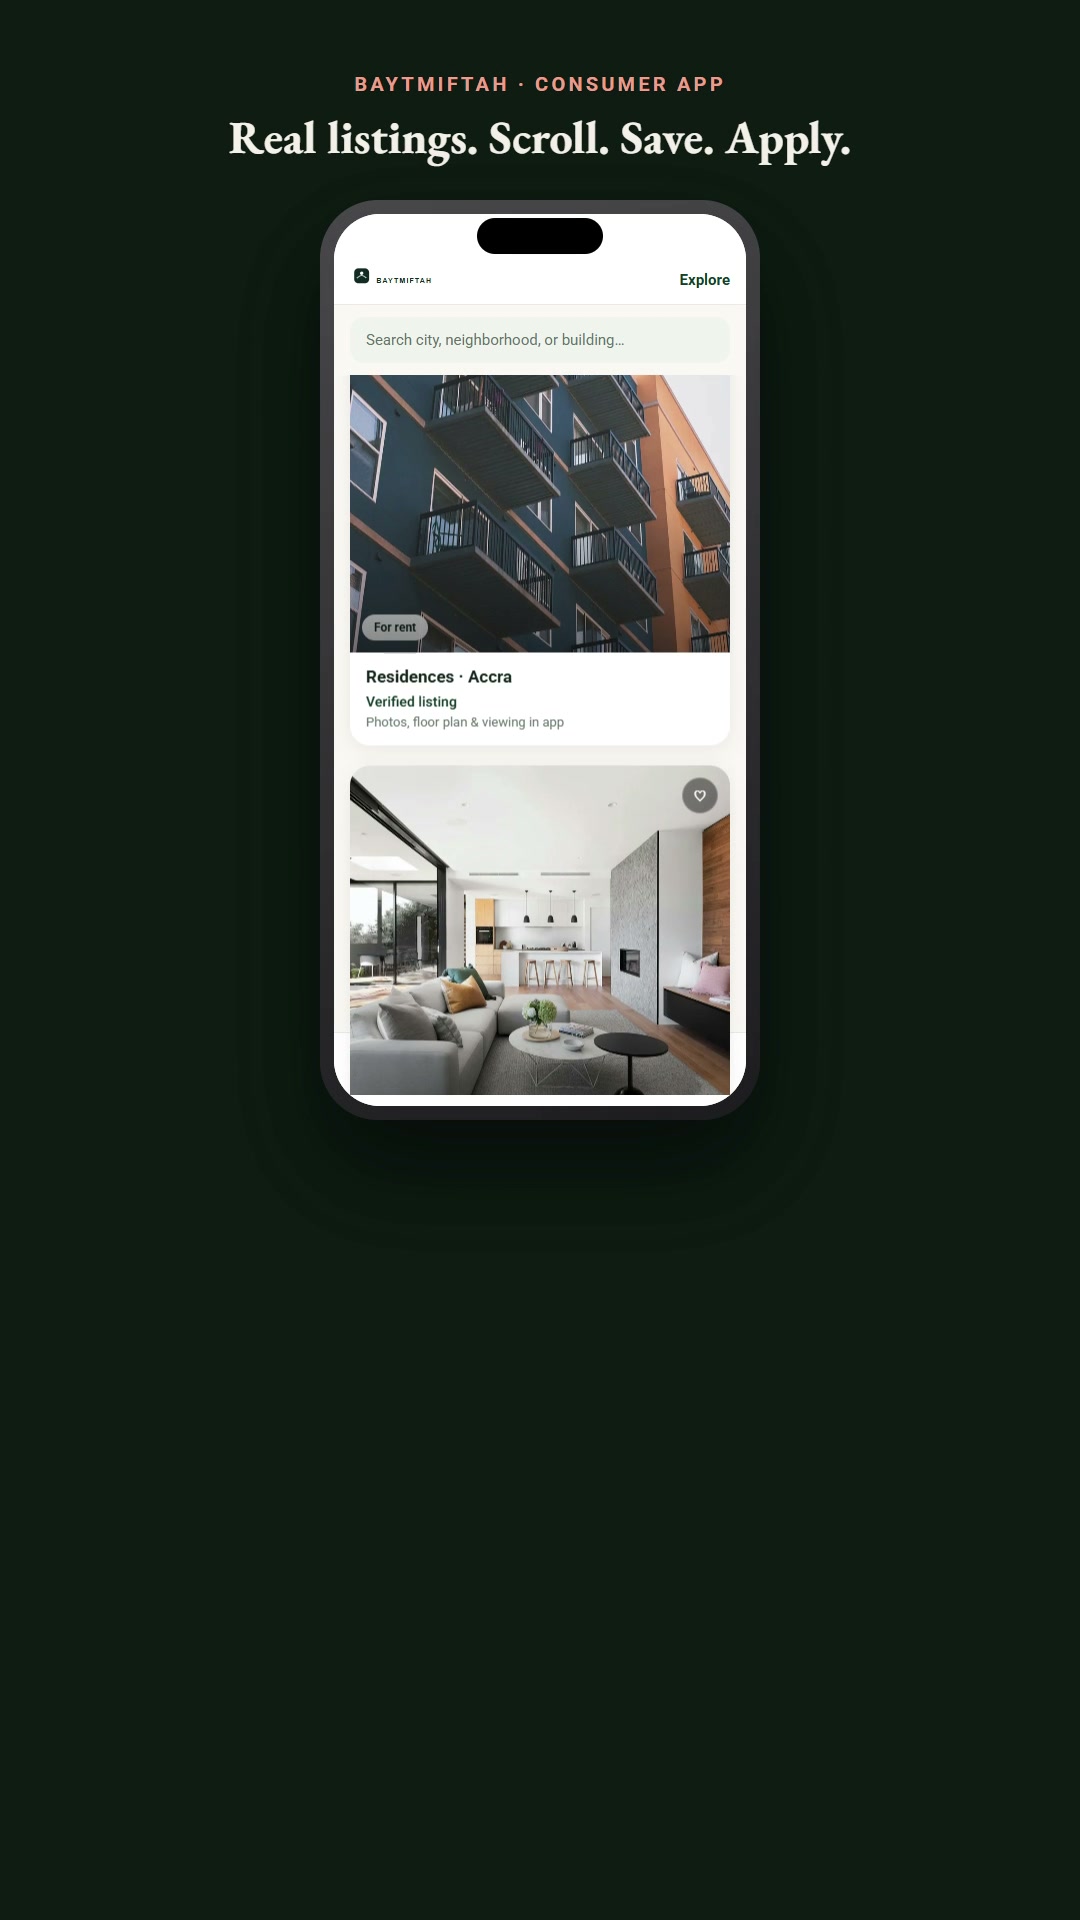 BAYTMIFTAH · CONSUMER APP
Real listings. Scroll. Save. Apply.
BAYTMIFTAH
Explore
Search city, neighborhood, or building…
For rent
Residences · Accra
Verified listing
Photos, floor plan & viewing in app